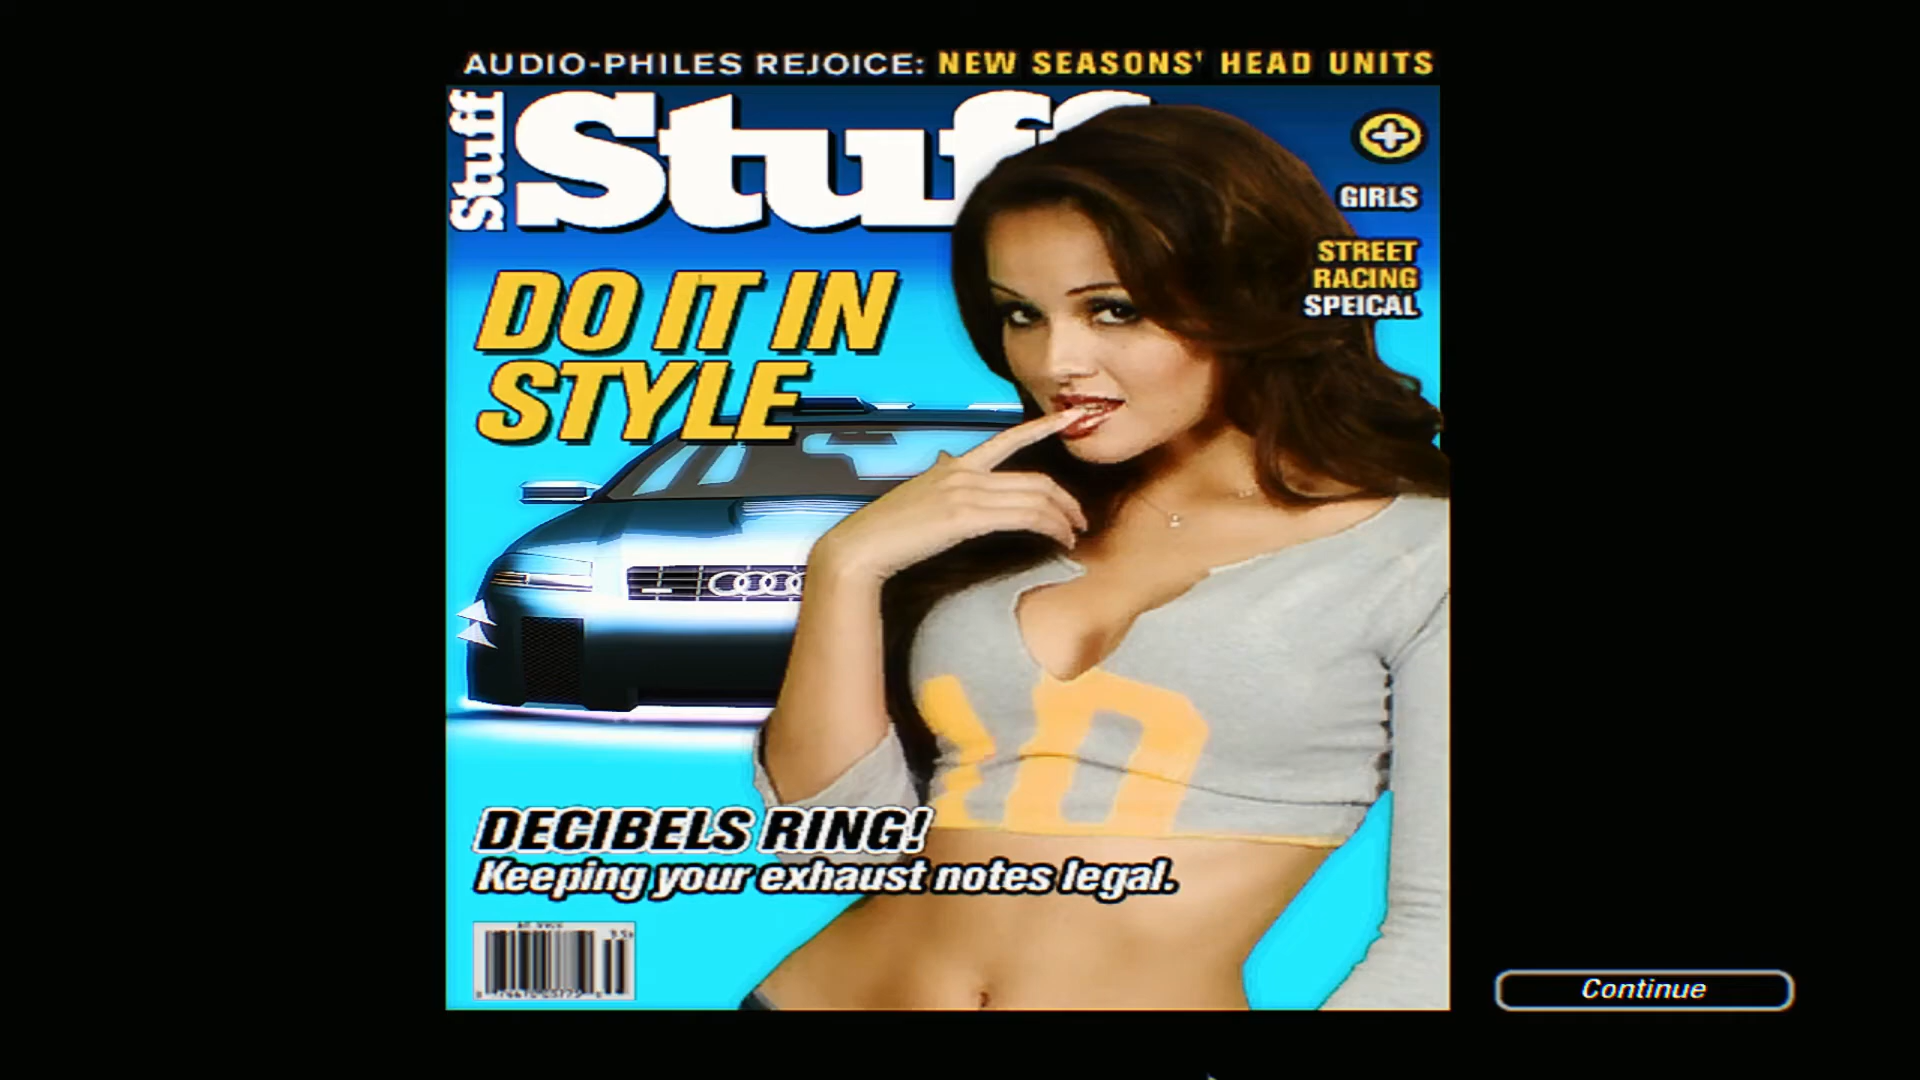 AUDIO-PHILES REJOICE: NEW SEASONS' HEAD UNITS
Stuff
Stuff
GIRLS
STREET
RACING
SPEICAL
DO IT IN
STYLE
DECIBELS RING!
Keeping your exhaust notes legal.
Continue